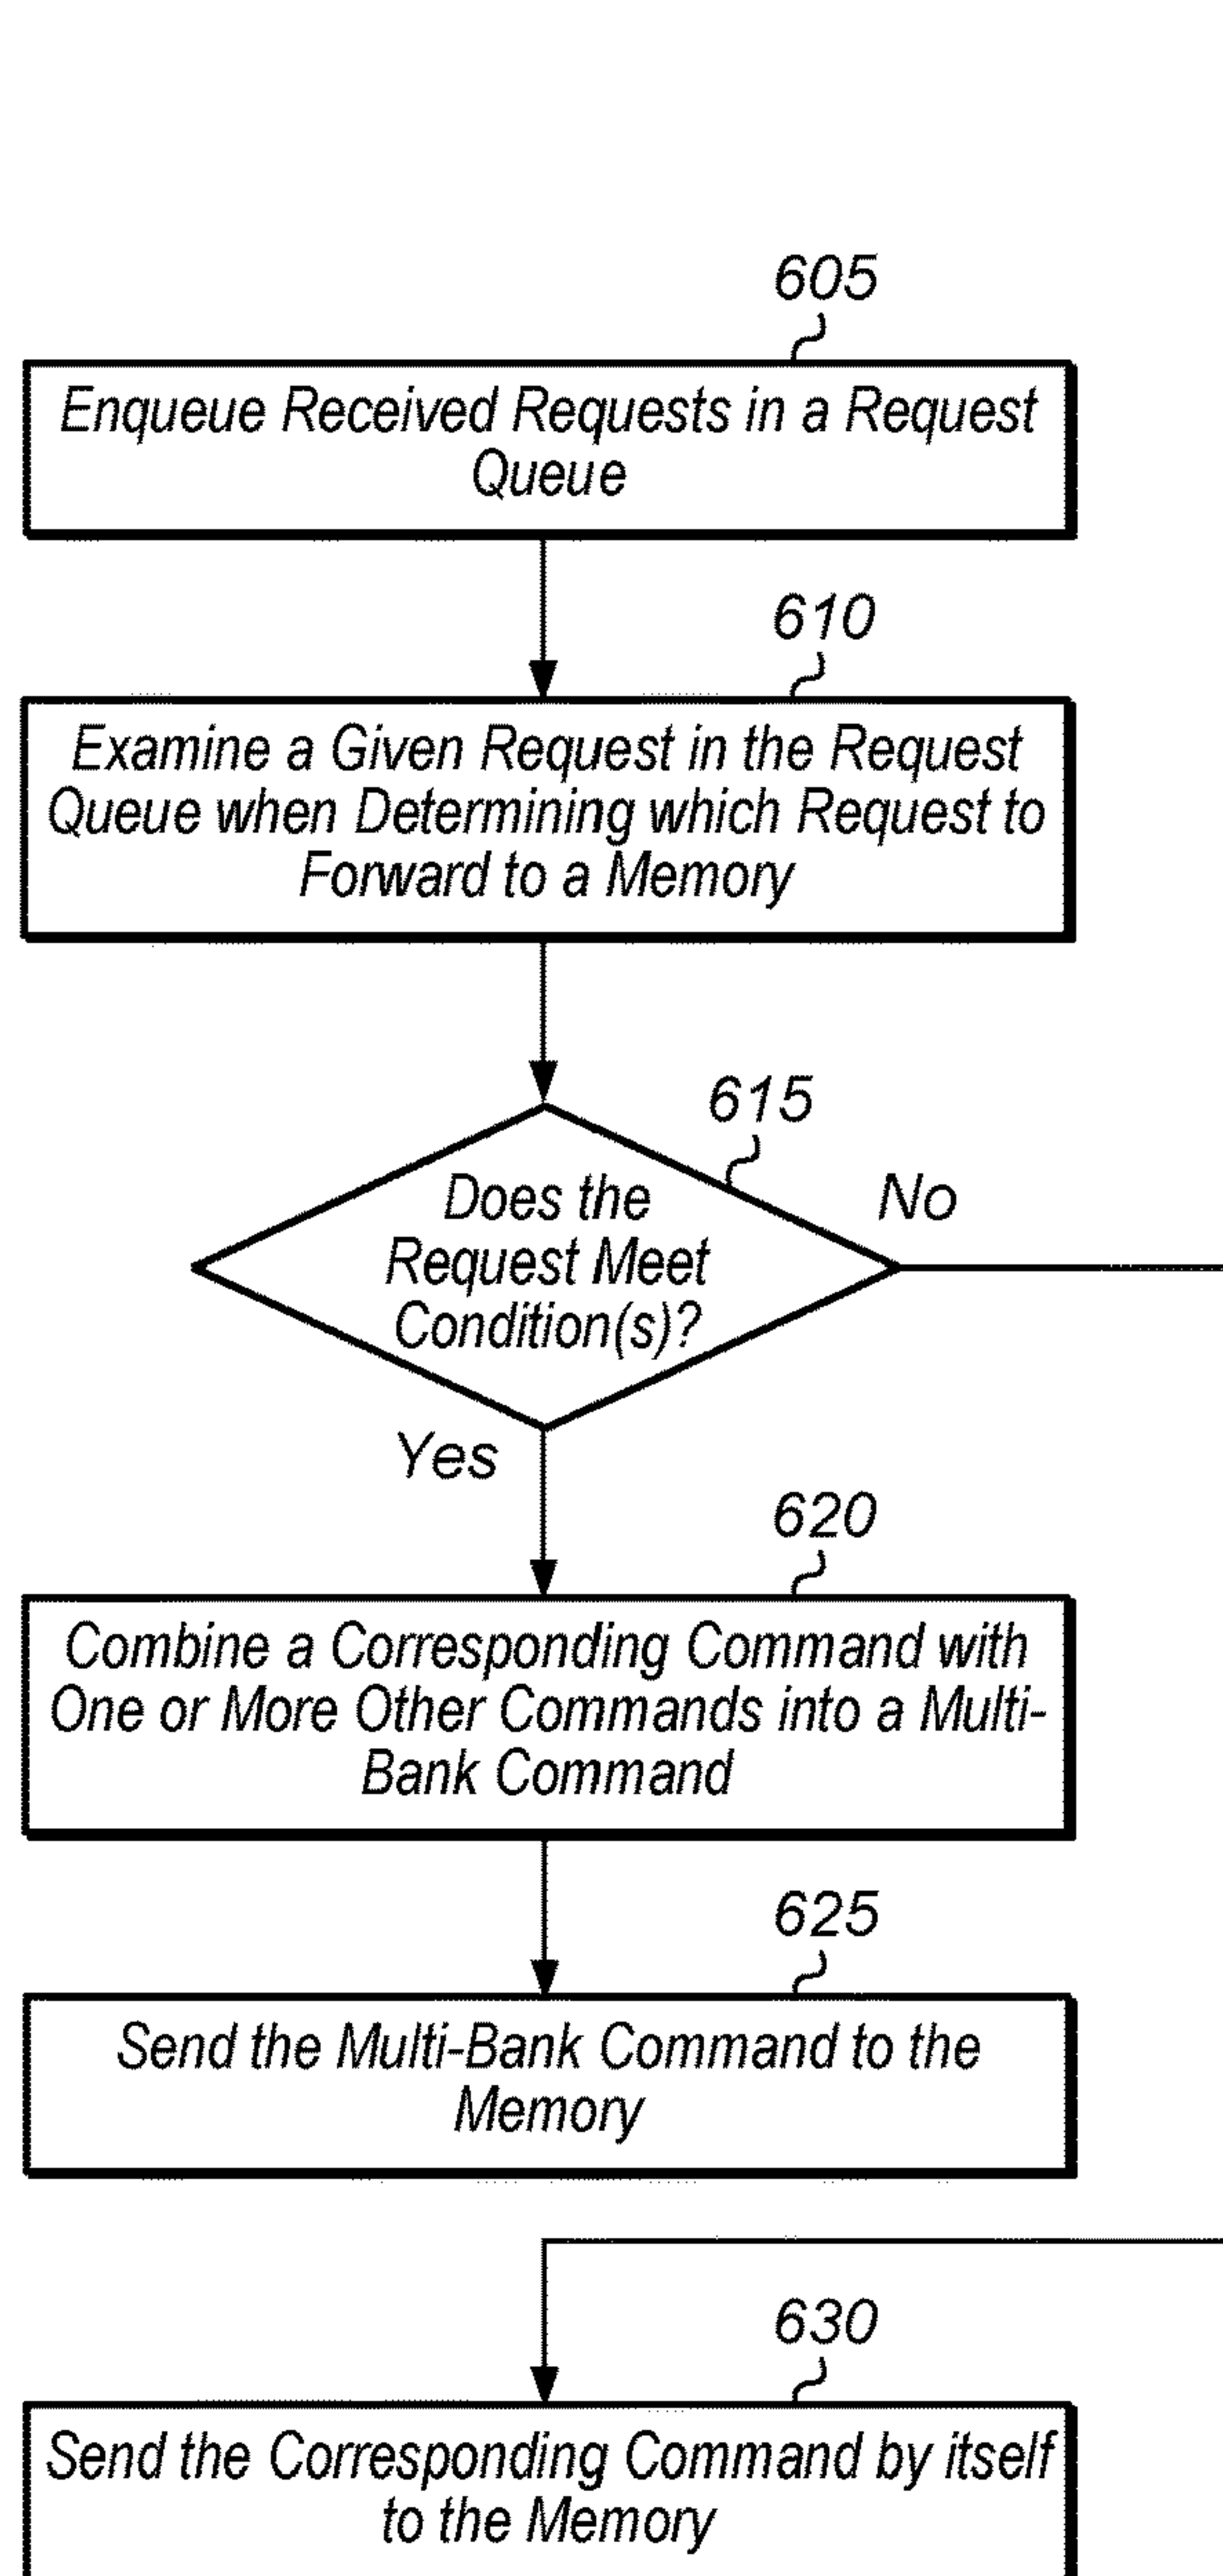 605
Enqueue Received Requests in a Request
Queue
610
Examine a Given Request in the Request
Queue when Determining which Request to
Forward to a Memory
615
No
Does the
Request Meet
Condition(s)?
Yes
620
Combine a Corresponding Command with
One or More Other Commands into a Multi-
Bank Command
625
Send the Multi-Bank Command to the
Memory
630
Send the Corresponding Command by itself
to the Memory